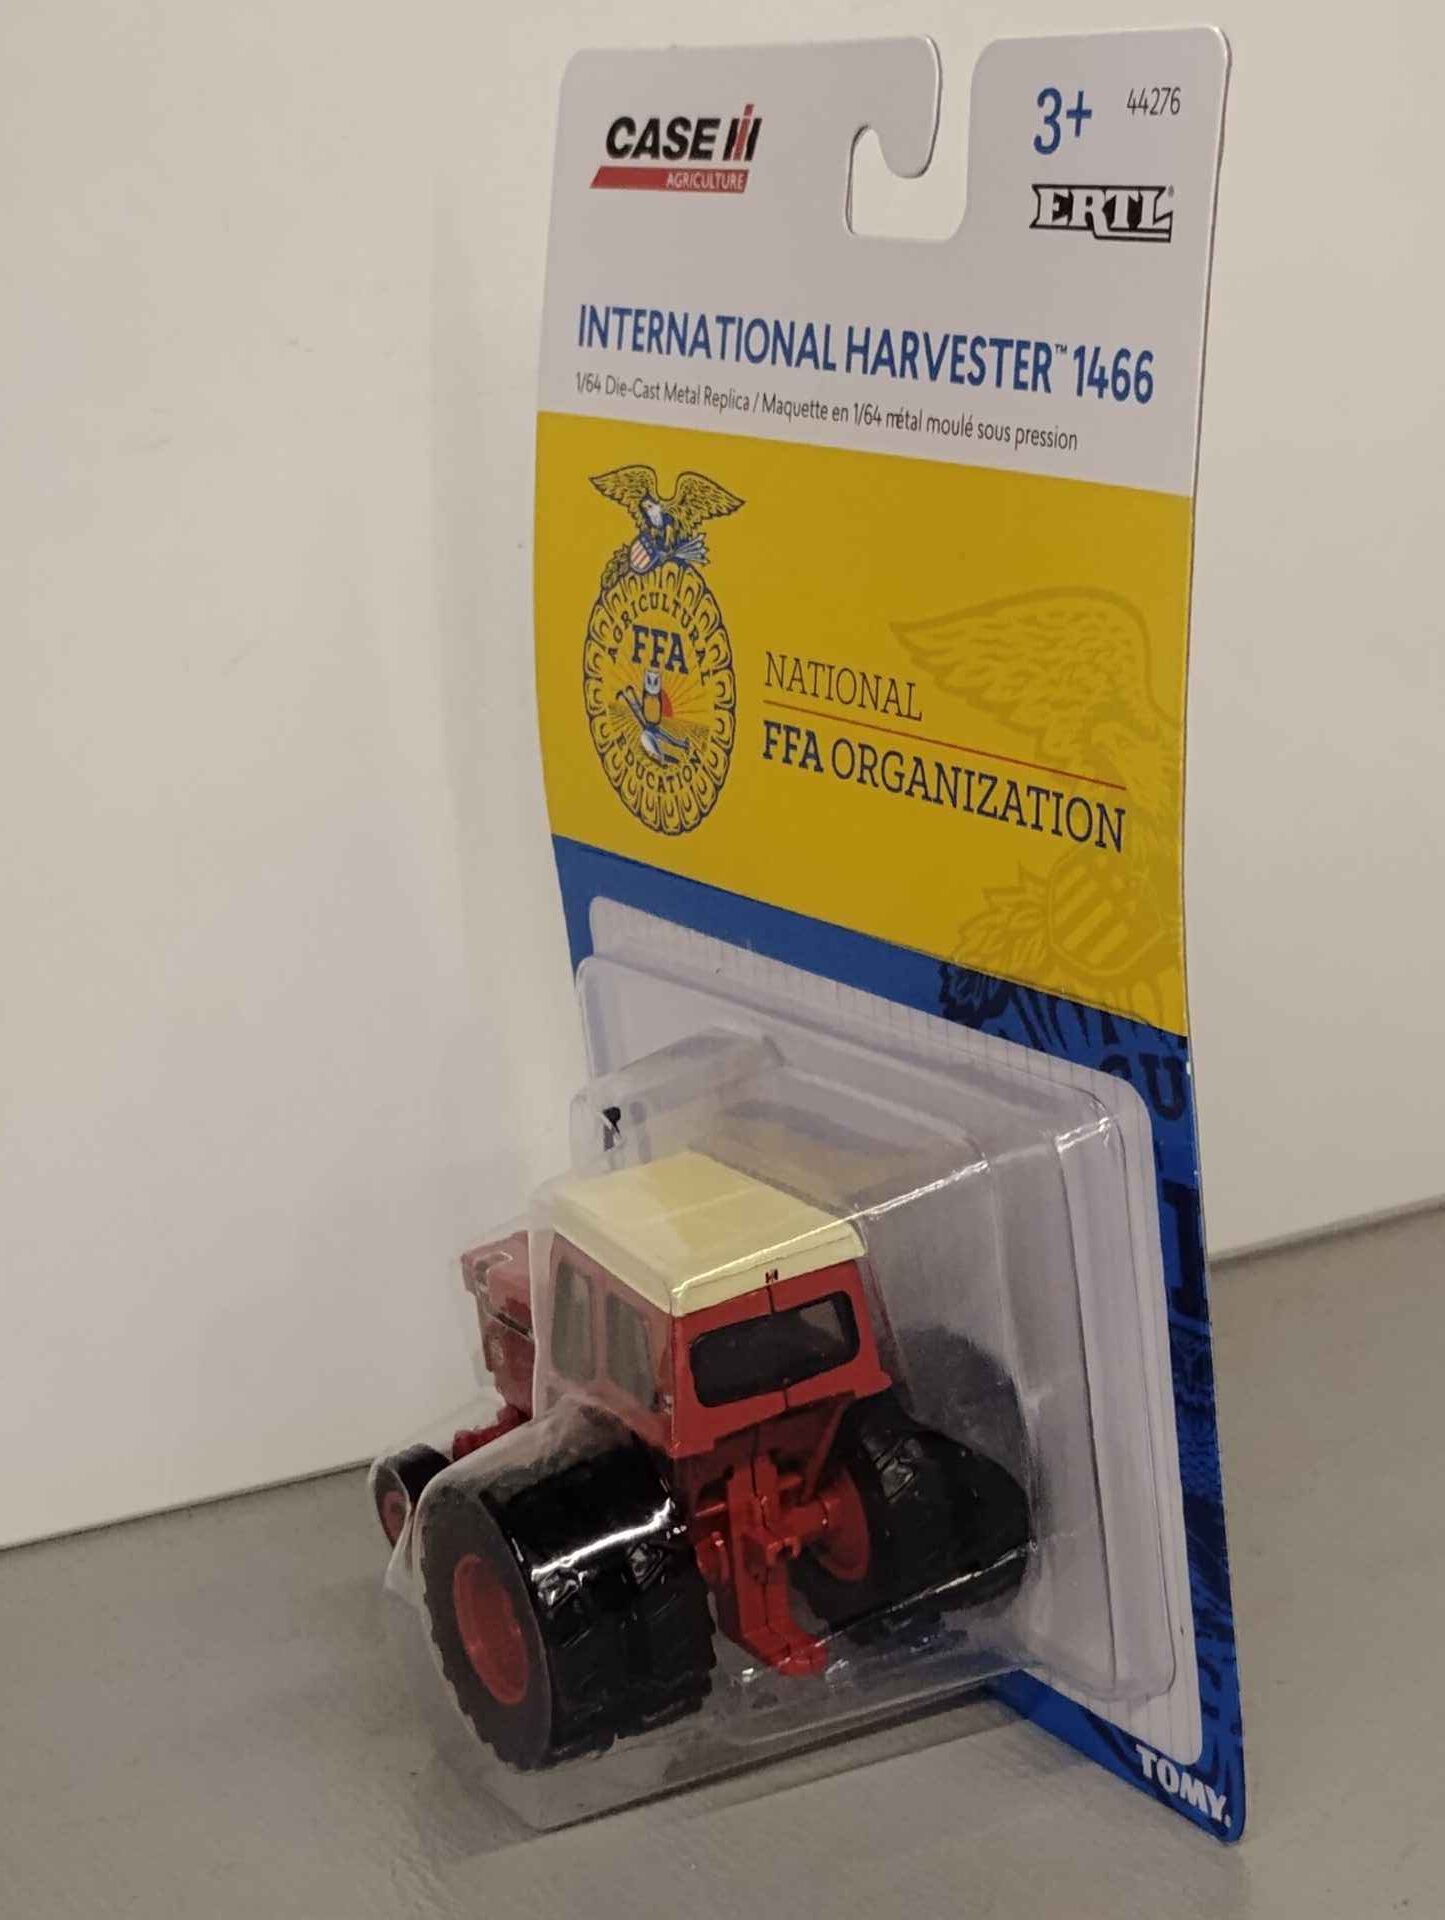 CASE IH
AGRICULTURE
3+
44276
ERTL®
INTERNATIONAL HARVESTER™ 1466
1/64 Die-Cast Metal Replica / Maquette en 1/64 métal moulé sous pression
AGRICULTURAL
FFA
EDUCATION
NATIONAL
FFA ORGANIZATION
TOMY.